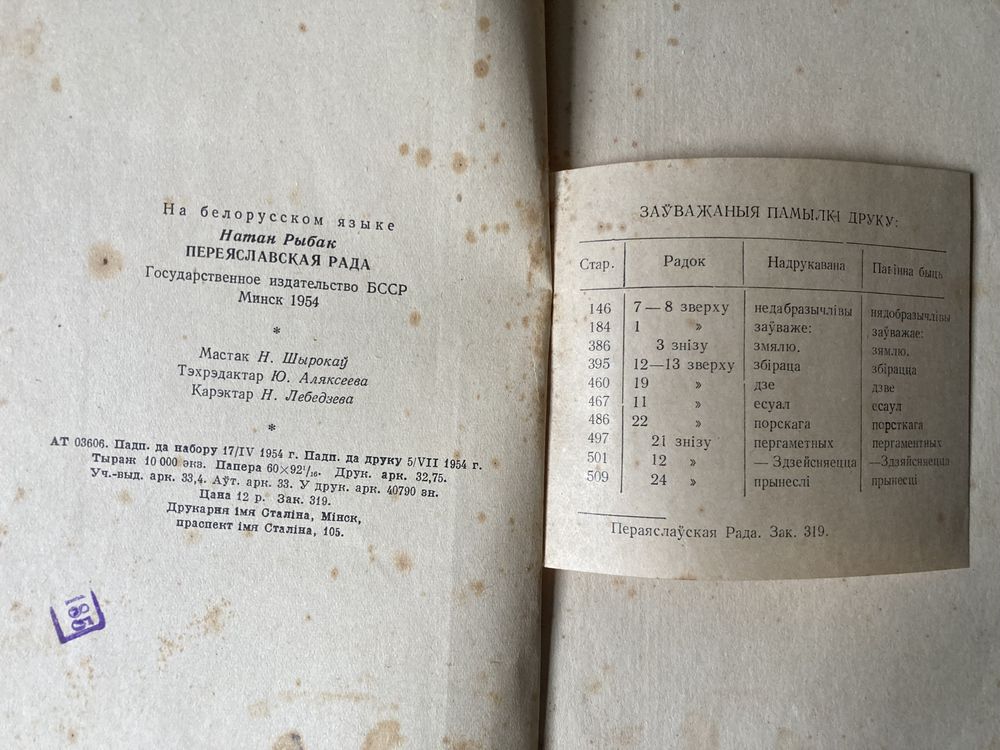 На белорусском языке
Натан Рыбак
ПЕРЕЯСЛАВСКАЯ РАДА
Государственное издательство БССР
Минск 1954
*
Мастак Н. Шырокаў
Тэхрэдактар Ю. Аляксеева
Карэктар Н. Лебедзева
*
АТ 03606. Падп. да набору 17/IV 1954 г. Падп. да друку 5/VII 1954 г.
Тыраж 10 000 экз. Папера 60×92¹/₁₆. Друк. арк. 32,75.
Уч.-выд. арк. 33,4. Аўт. арк. 33. У друк. арк. 40790 зн.
Цана 12 р. Зак. 319.
Друкарня імя Сталіна, Мінск,
праспект імя Сталіна, 105.
185
ЗАЎВАЖАНЫЯ ПАМЫЛКІ ДРУКУ:
Стар. Радок Надрукавана Павінна быць
146 7—8 зверху недабразычлівы нядобразычлівы
184 1 » заўваже: заўважае:
386 3 знізу змялю. зямлю.
395 12—13 зверху збіраца збірацца
460 19 » дзе дзве
467 11 » есуал есаул
486 22 » порскага порсткага
497 21 знізу пергаметных пергаментных
501 12 » — Здзейсняецца —Здзяйсняецца
509 24 » прынеслі прынесці
Пераяслаўская Рада. Зак. 319.